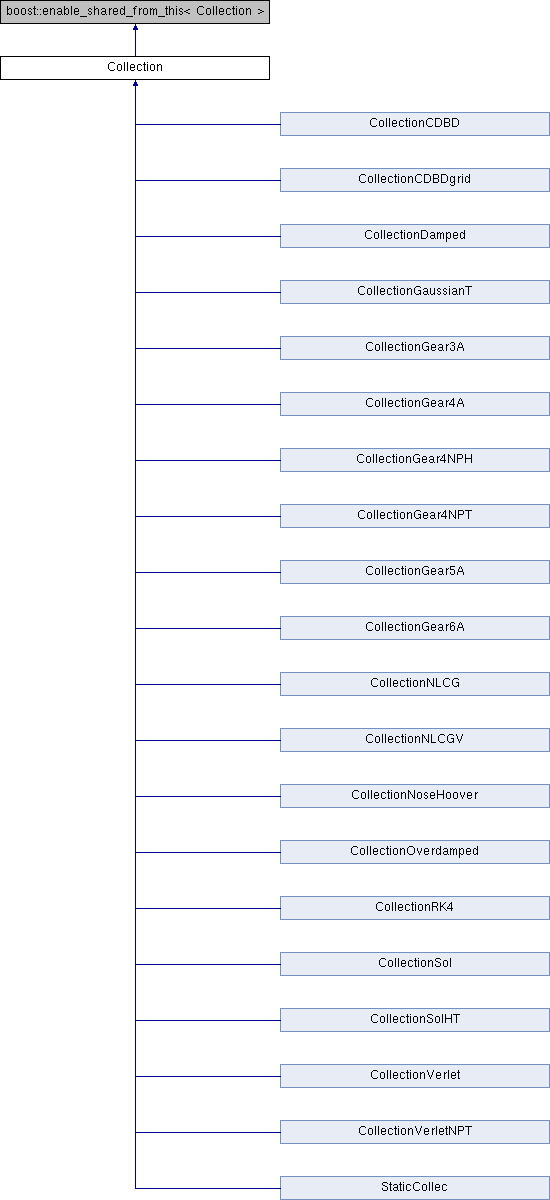 boost::enable_shared_from_this< Collection >
Collection
CollectionCDBD
CollectionCDBDgrid
CollectionDamped
CollectionGaussianT
CollectionGear3A
CollectionGear4A
CollectionGear4NPH
CollectionGear4NPT
CollectionGear5A
CollectionGear6A
CollectionNLCG
CollectionNLCGV
CollectionNoseHoover
CollectionOverdamped
CollectionRK4
CollectionSol
CollectionSolHT
CollectionVerlet
CollectionVerletNPT
StaticCollec